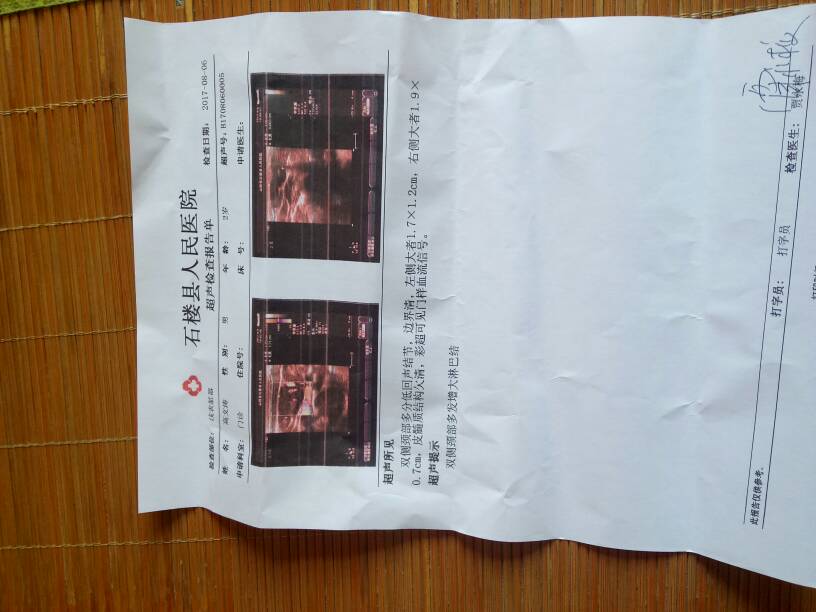 石楼县人民医院
超声检查报告单
检查部位：浅表脏器
检查日期：2017-08-06
姓 名：高文涛 性 别：男 年 龄：2岁 超声号：B1708060005
申请科室：门诊 住院号： 床 号： 申请医生：
超声所见
双侧颈部多分低回声结节，边界清，左侧大者1.7×1.2cm，右侧大者1.9×
0.7cm，皮髓质结构欠清，彩超可见门样血流信号。
超声提示
双侧颈部多发增大淋巴结
打字员： 打字员 检查医生：
此报告仅供参考。